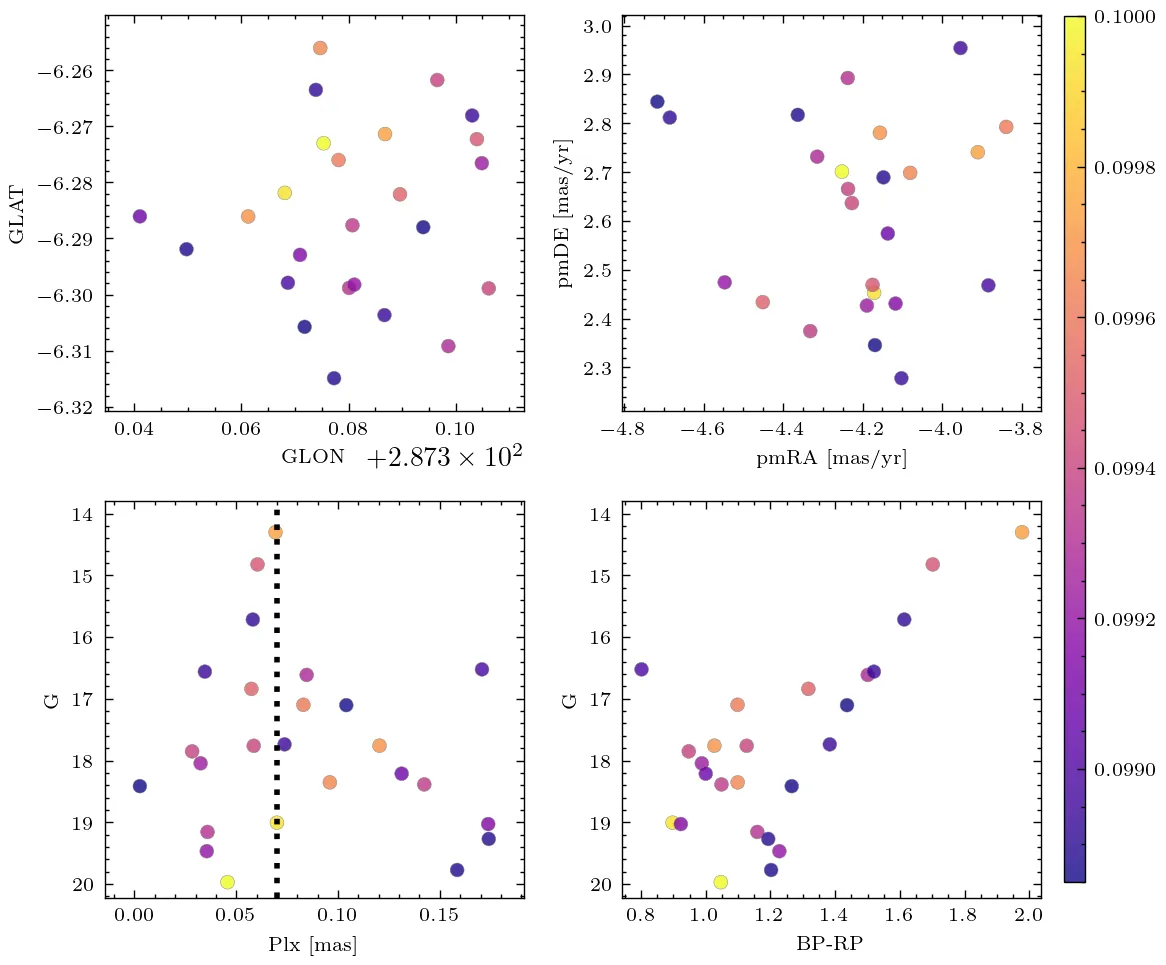 −6.26
−6.27
−6.28
−6.29
−6.30
−6.31
−6.32
GLAT
0.04 0.06 0.08 0.10
GLON +2.873 × 10²
3.0
2.9
2.8
2.7
2.6
2.5
2.4
2.3
pmDE [mas/yr]
−4.8 −4.6 −4.4 −4.2 −4.0 −3.8
pmRA [mas/yr]
14
15
16
17
18
19
20
G
0.00 0.05 0.10 0.15
Plx [mas]
14
15
16
17
18
19
20
G
0.8 1.0 1.2 1.4 1.6 1.8 2.0
BP-RP
0.1000
0.0998
0.0996
0.0994
0.0992
0.0990